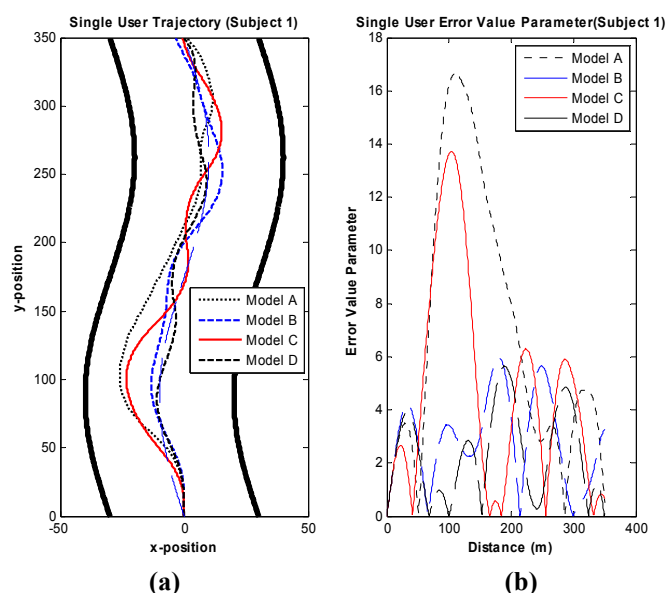 Single User Trajectory (Subject 1)
350
300
250
200
150
100
50
0
-50
0
50
y-position
x-position
Model A
Model B
Model C
Model D
(a)
Single User Error Value Parameter(Subject 1)
18
16
14
12
10
8
6
4
2
0
0
100
200
300
400
Error Value Parameter
Distance (m)
Model A
Model B
Model C
Model D
(b)